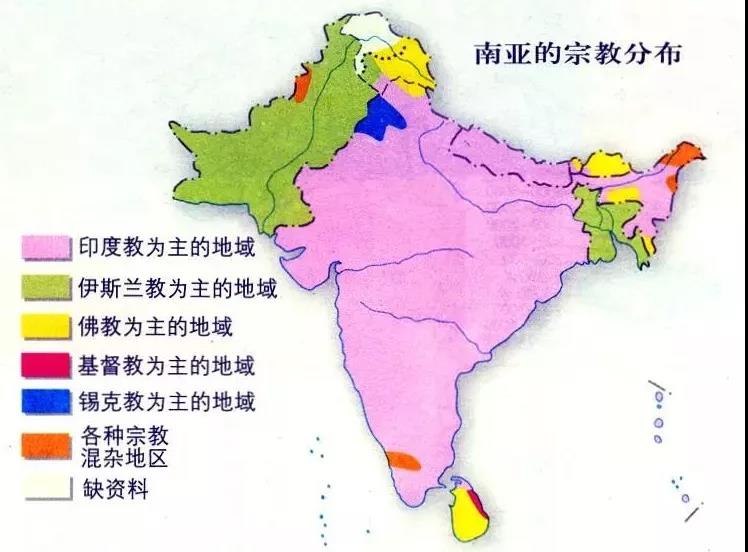 南亚的宗教分布
印度教为主的地域
伊斯兰教为主的地域
佛教为主的地域
基督教为主的地域
锡克教为主的地域
各种宗教
混杂地区
缺资料